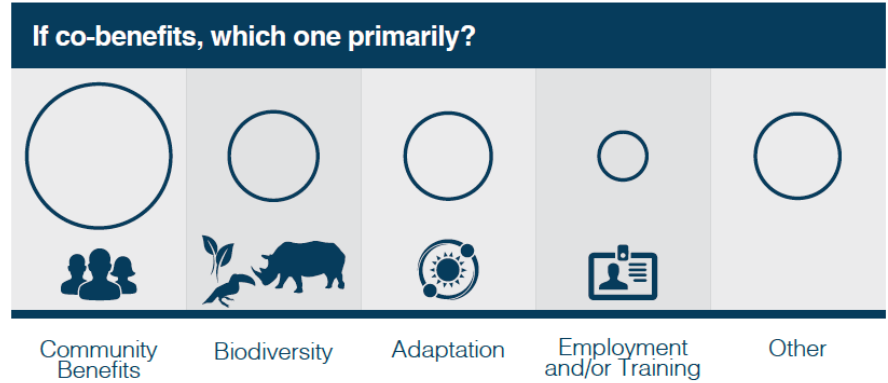 If co-benefits, which one primarily?
Community
Benefits
Biodiversity
Adaptation
Employment
and/or Training
Other